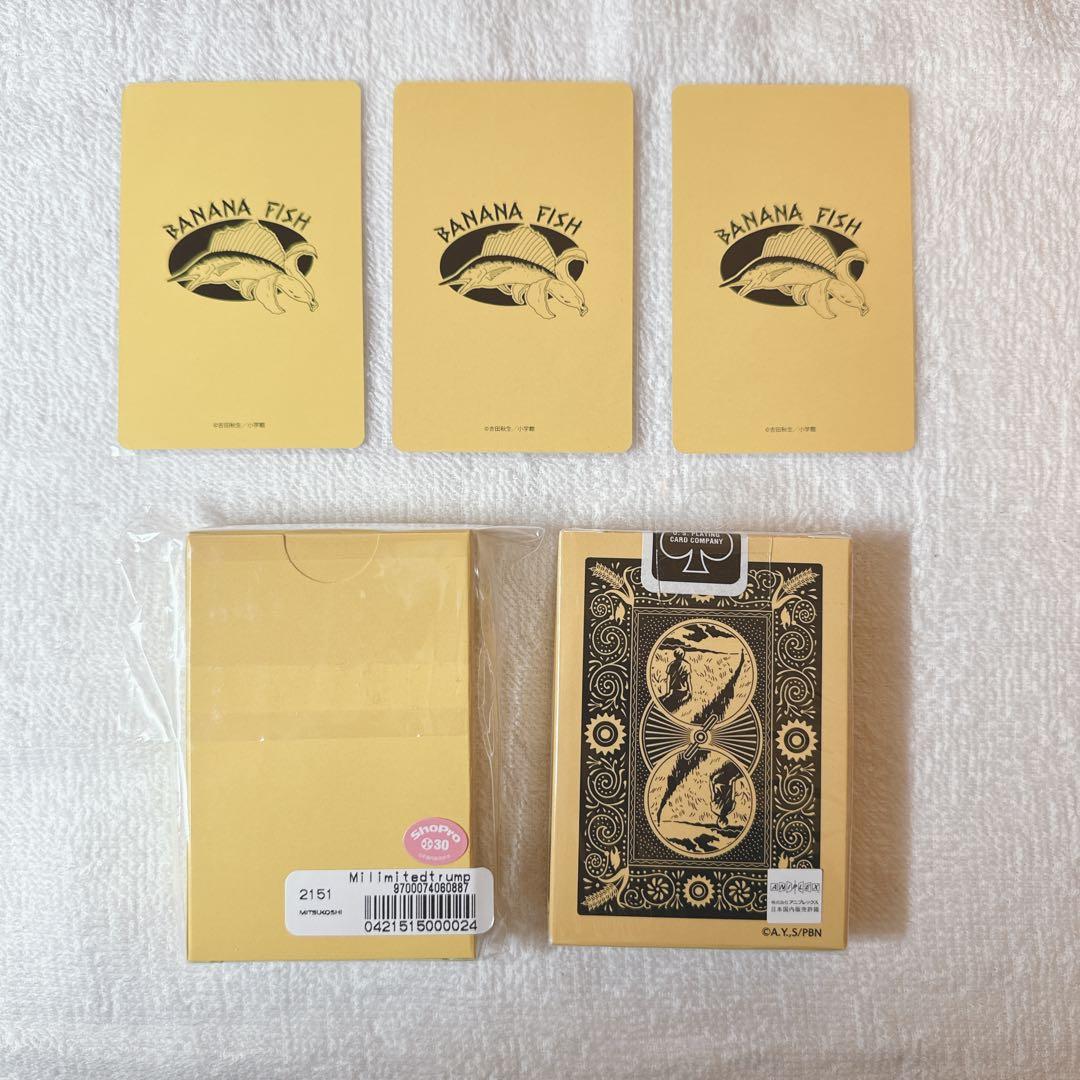 BANANA FISH
©吉田秋生／小学館
BANANA FISH
©吉田秋生／小学館
BANANA FISH
©吉田秋生／小学館
ShoPro
30
Milimitedtrump
9700074060887
2151
MITSUKOSHI
0421515000024
U.S. PLAYING
CARD COMPANY
ANIPLEX
株式会社アニプレックス
日本国内販売許諾
©A.Y.,S/PBN